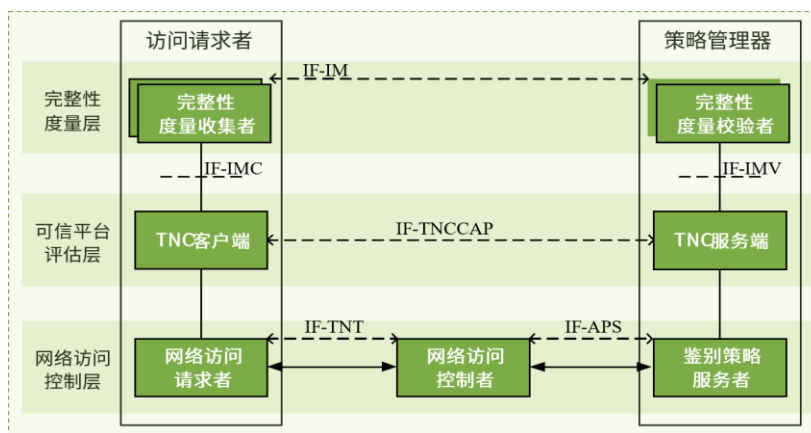 访问请求者
策略管理器
IF-IM
完整性
度量层
完整性
度量收集者
完整性
度量校验者
IF-IMC
IF-IMV
可信平台
评估层
TNC客户端
IF-TNCCAP
TNC服务端
IF-TNT
IF-APS
网络访问
控制层
网络访问
请求者
网络访问
控制者
鉴别策略
服务者